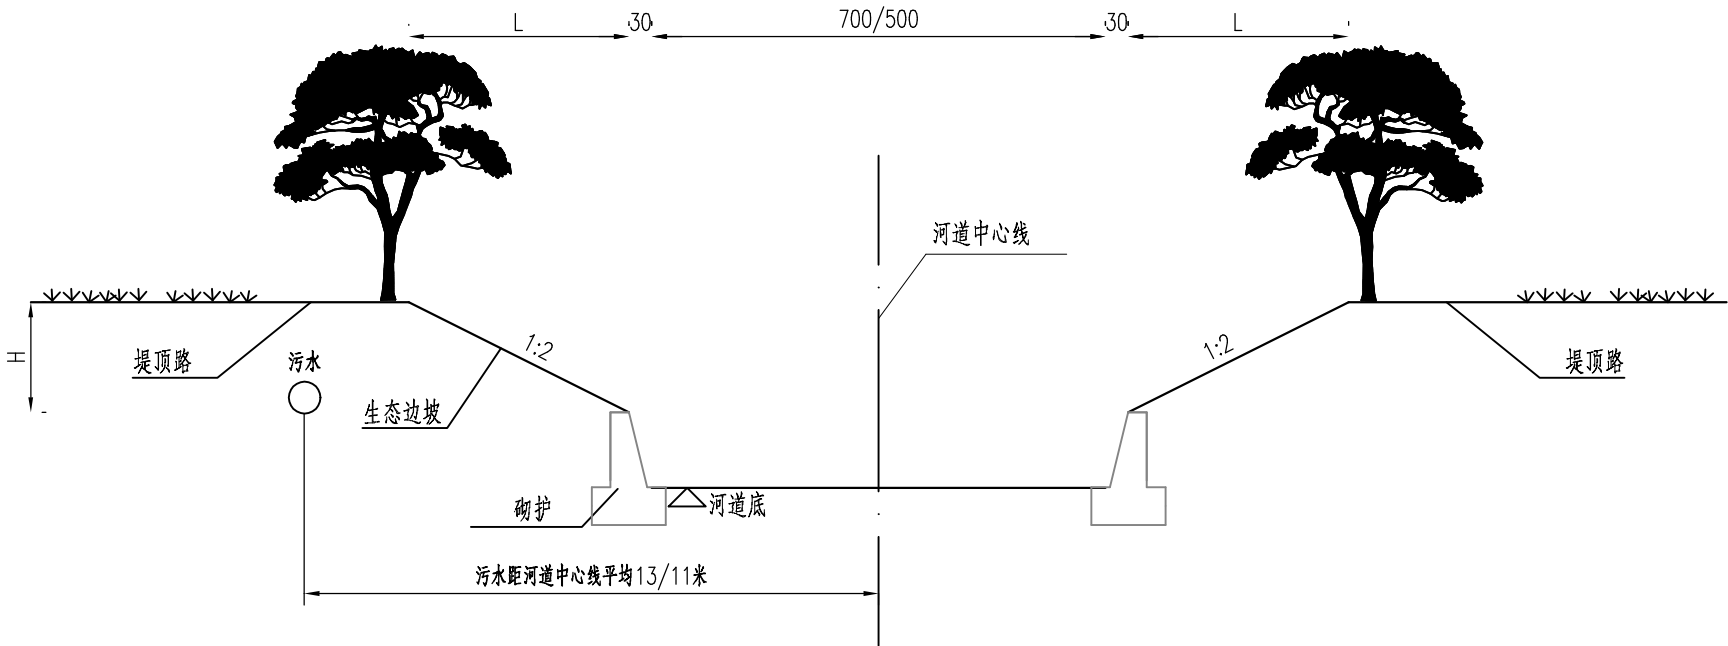 L
30
700/500
30
L
河道中心线
1:2
1:2
H
堤顶路
污水
堤顶路
生态边坡
砌护
河道底
污水距河道中心线平均13/11米